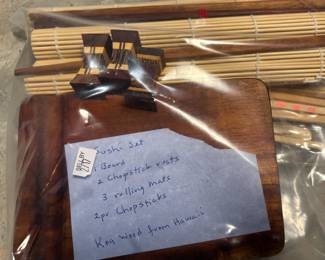 Sushi Set
Board
2 Chopstick rests
3 rolling mats
2pr Chopsticks
Koa wood from Hawaii